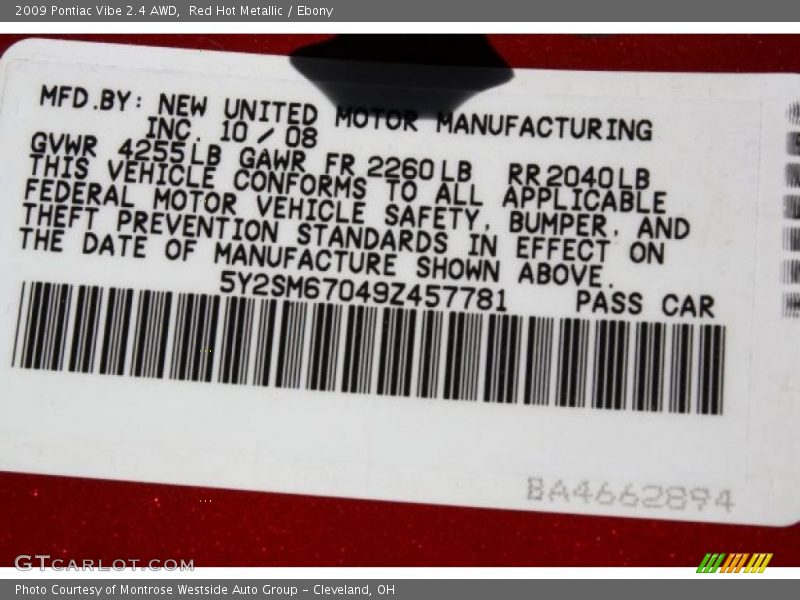 2009 Pontiac Vibe 2.4 AWD,  Red Hot Metallic / Ebony
MFD.BY: NEW UNITED MOTOR MANUFACTURING
INC. 10/08
GVWR 4255LB GAWR FR 2260LB RR2040LB
THIS VEHICLE CONFORMS TO ALL APPLICABLE
FEDERAL MOTOR VEHICLE SAFETY, BUMPER, AND
THEFT PREVENTION STANDARDS IN EFFECT ON
THE DATE OF MANUFACTURE SHOWN ABOVE.
5Y2SM67049Z457781 PASS CAR
BA4662894
GTcarlot.com
Photo Courtesy of Montrose Westside Auto Group - Cleveland, OH